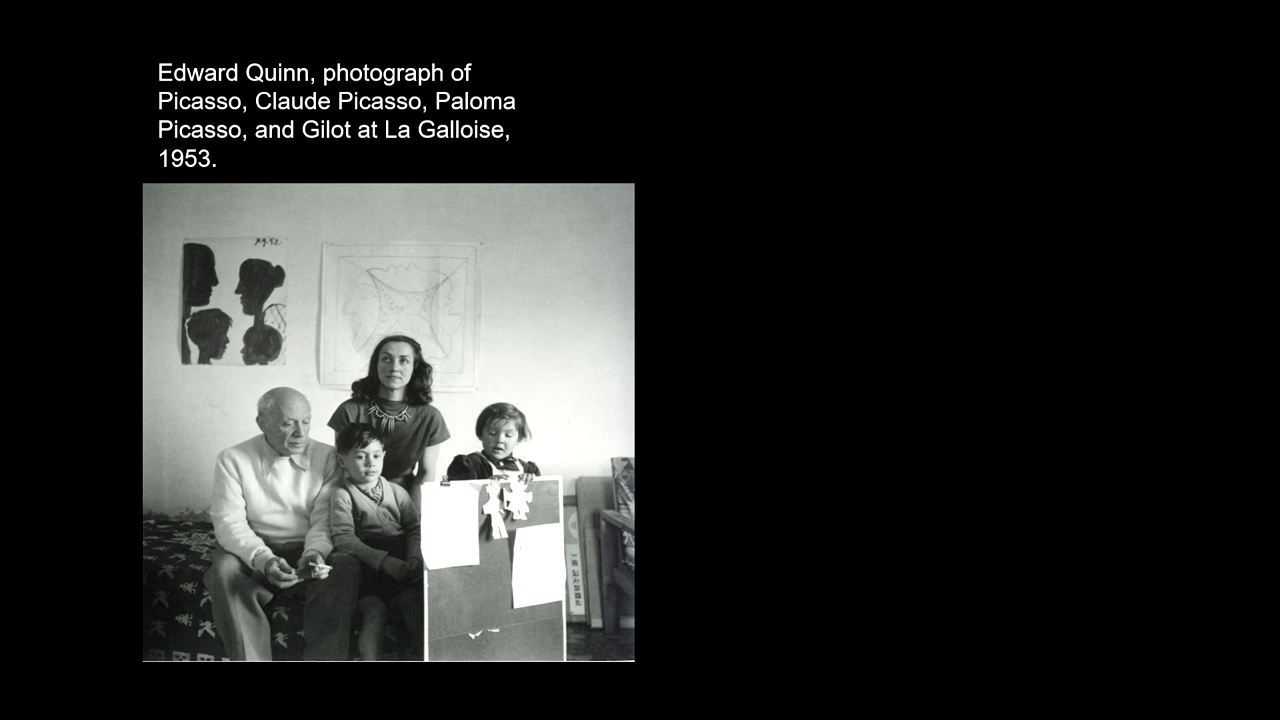 Edward Quinn, photograph of
Picasso, Claude Picasso, Paloma
Picasso, and Gilot at La Galloise,
1953.